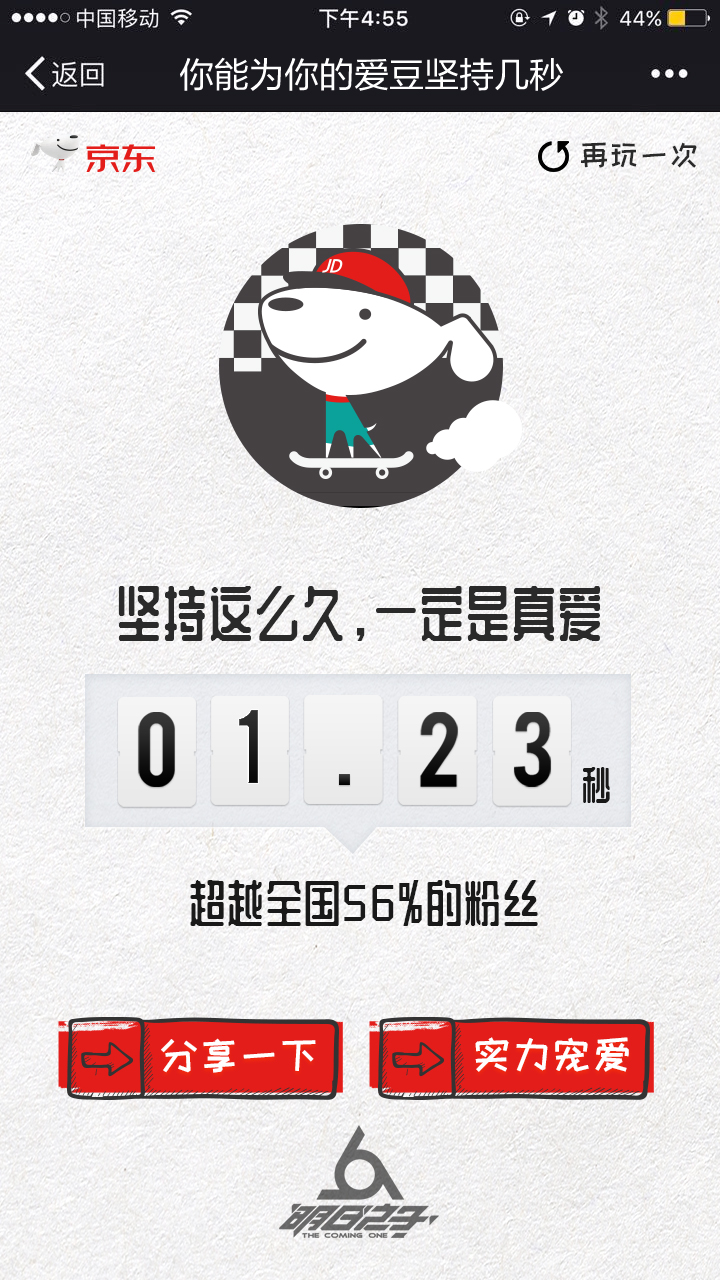 中国移动 下午4:55 44%
返回 你能为你的爱豆坚持几秒
京东 再玩一次
JD
坚持这么久,一定是真爱
01.23秒
超越全国56%的粉丝
分享一下 实力宠爱
明日之子
THE COMING ONE